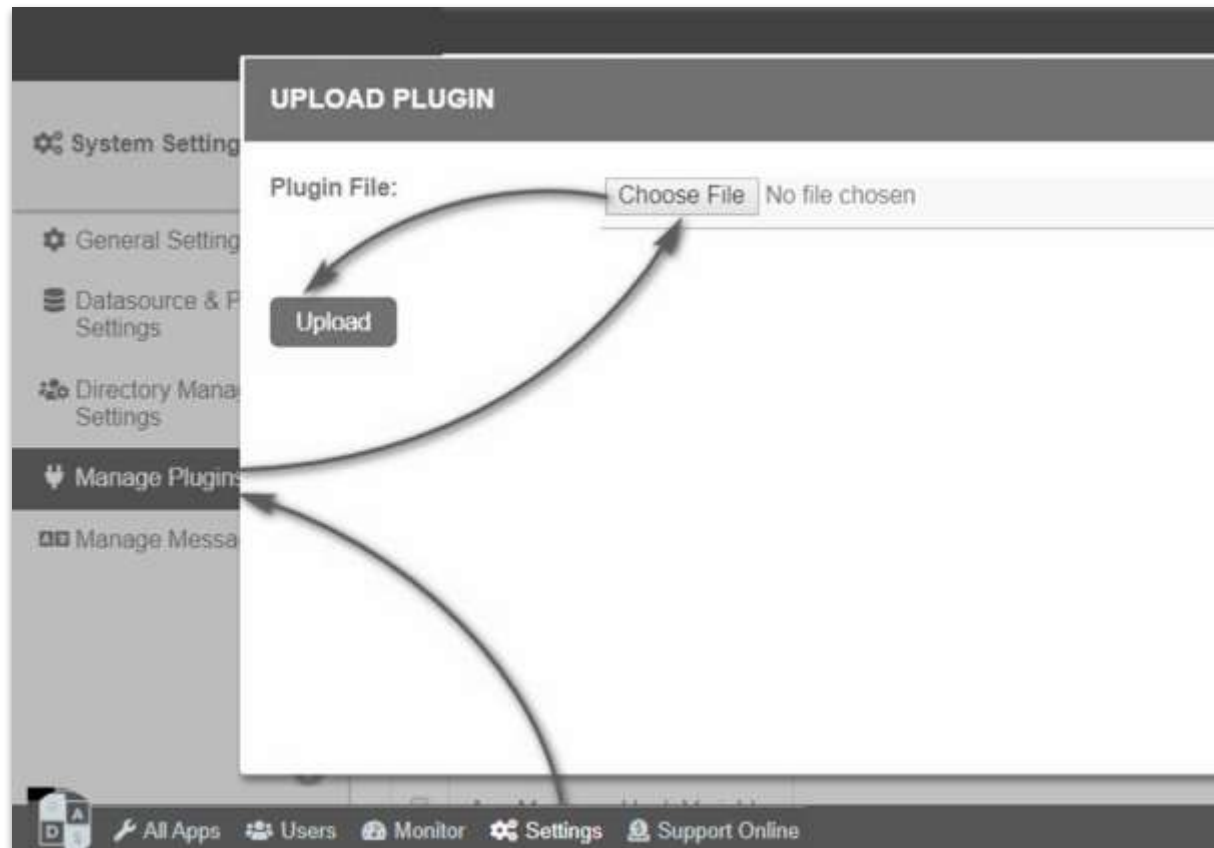 UPLOAD PLUGIN
System Setting
Plugin File:
Choose File No file chosen
General Setting
Datasource & P
Settings
Upload
Directory Mana
Settings
Manage Plugins
Manage Messa
D A
All Apps Users Monitor Settings Support Online